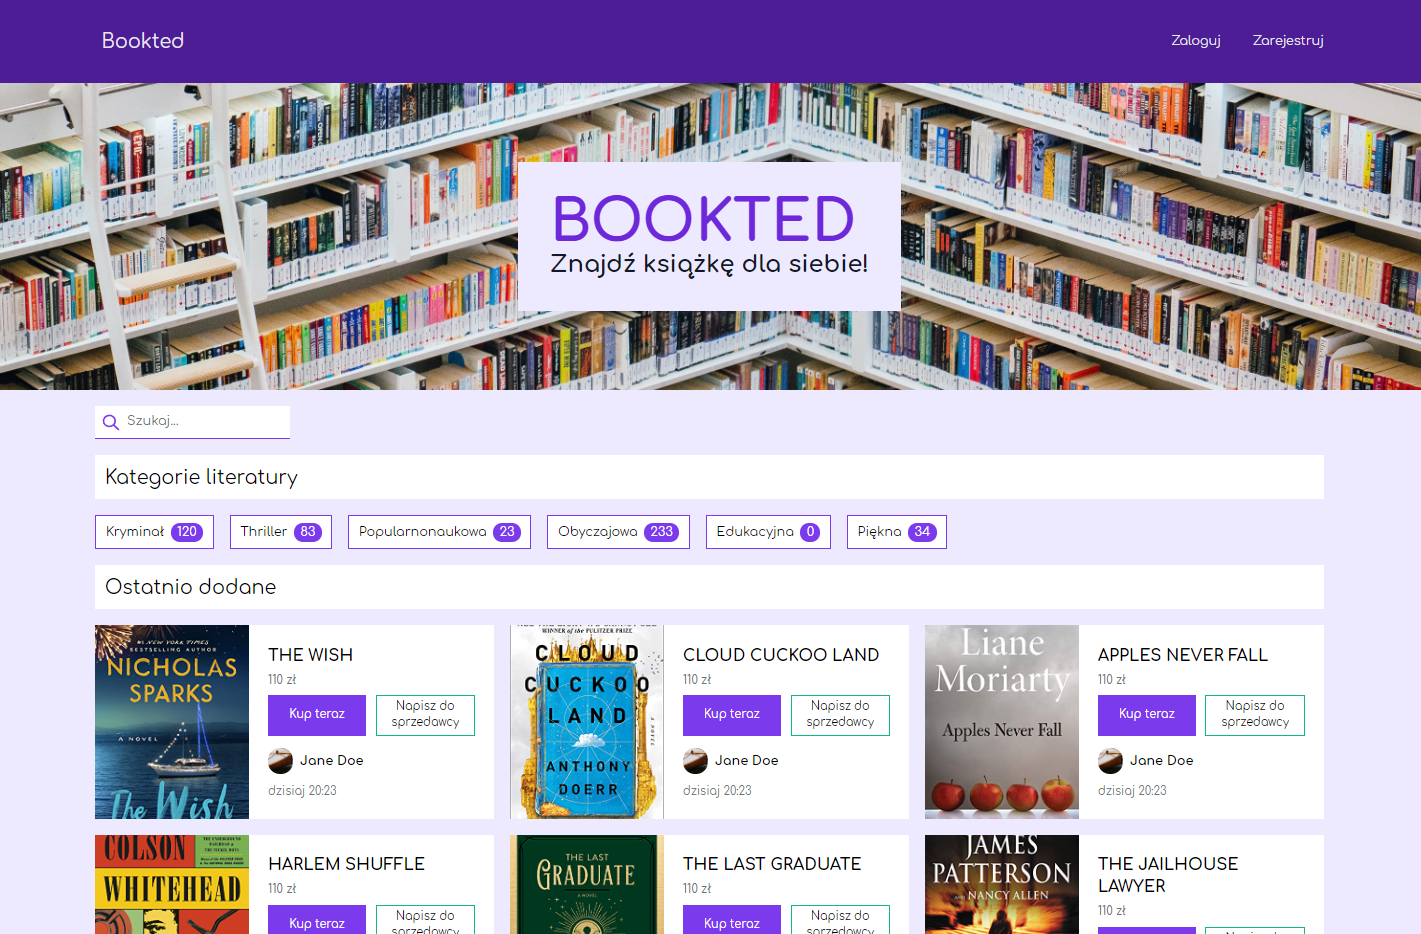 Bookted
Zaloguj
Zarejestruj
BOOKTED
Znajdź książkę dla siebie!
Szukaj...
Kategorie literatury
Kryminał 120
Thriller 83
Popularnonaukowa 23
Obyczajowa 233
Edukacyjna 0
Piękna 34
Ostatnio dodane
#1 NEW YORK TIMES
BESTSELLING AUTHOR
NICHOLAS
SPARKS
A NOVEL
The Wish
THE WISH
110 zł
Kup teraz
Napisz do
sprzedawcy
Jane Doe
dzisiaj 20:23
WINNER of the PULITZER PRIZE
CLOUD
CUCKOO
LAND
A NOVEL
ANTHONY
DOERR
CLOUD CUCKOO LAND
110 zł
Kup teraz
Napisz do
sprzedawcy
Jane Doe
dzisiaj 20:23
Liane
Moriarty
Apples Never Fall
APPLES NEVER FALL
110 zł
Kup teraz
Napisz do
sprzedawcy
Jane Doe
dzisiaj 20:23
COLSON
WHITEHEAD
HARLEM SHUFFLE
110 zł
Kup teraz
Napisz do
sprzedawcy
THE LAST
GRADUATE
A NOVEL
THE LAST GRADUATE
110 zł
Kup teraz
Napisz do
sprzedawcy
JAMES
PATTERSON
AND NANCY ALLEN
THE JAILHOUSE
LAWYER
110 zł